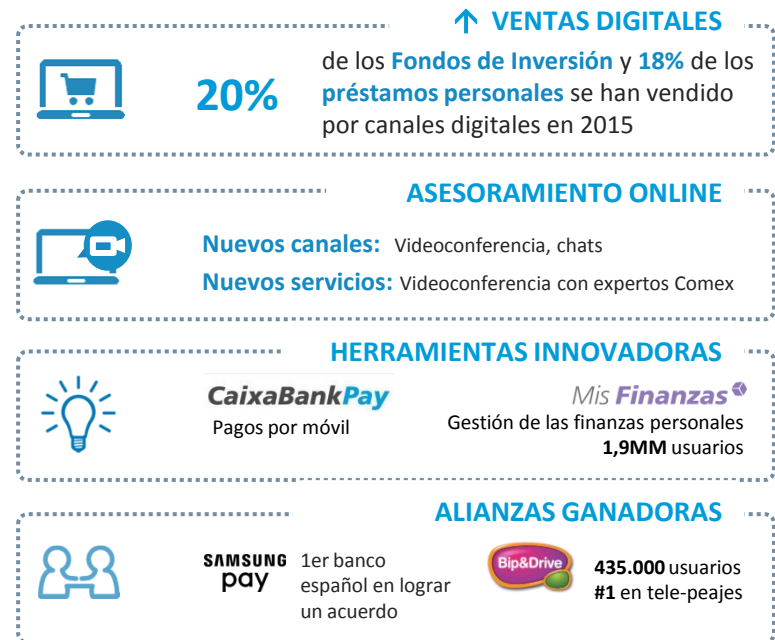 ↑ VENTAS DIGITALES
20%
de los Fondos de Inversión y 18% de los
préstamos personales se han vendido
por canales digitales en 2015
ASESORAMIENTO ONLINE
Nuevos canales: Videoconferencia, chats
Nuevos servicios: Videoconferencia con expertos Comex
HERRAMIENTAS INNOVADORAS
CaixaBankPay
Pagos por móvil
Mis Finanzas
Gestión de las finanzas personales
1,9MM usuarios
ALIANZAS GANADORAS
SAMSUNG
pay
1er banco
español en lograr
un acuerdo
Bip&Drive
435.000 usuarios
#1 en tele-peajes